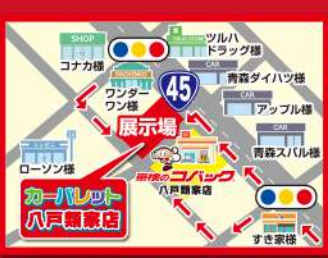 SHOP
コナカ様
ツルハ
ドラッグ様
PACHINKO
ワンダー
ワン様
45
CAR
青森ダイハツ様
CAR
アップル様
CAR
青森スバル様
展示場
車検のコバック
八戸類家店
ローソン様
カーパレット
八戸類家店
すき家様